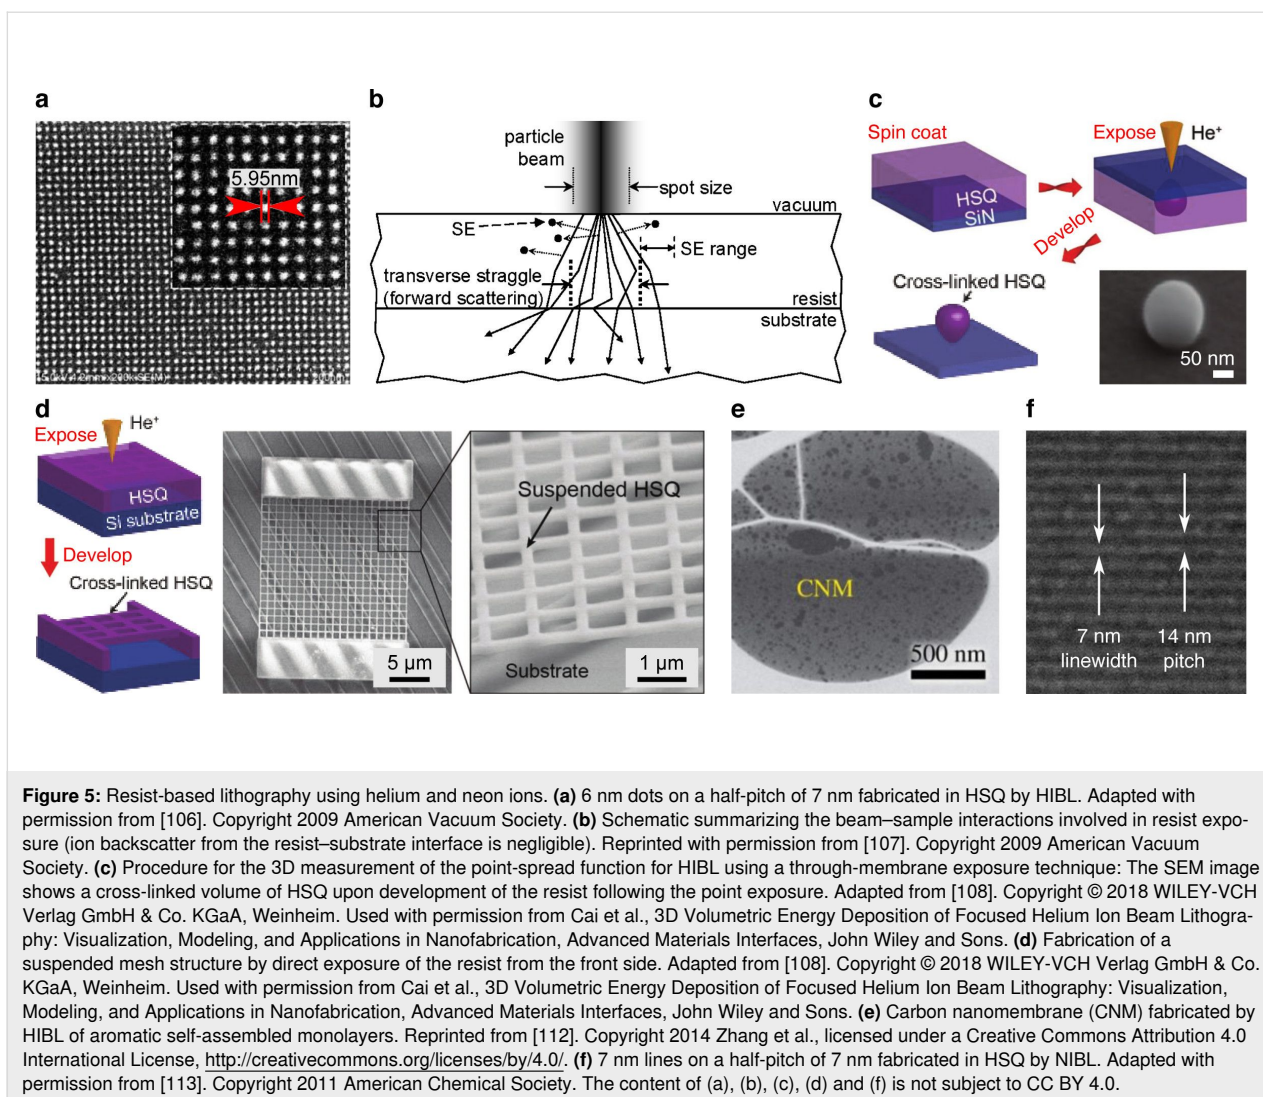 a
5.95nm
b
particle
beam
spot size
vacuum
SE
SE range
transverse straggle
(forward scattering)
resist
substrate
c
Spin coat
Expose
He⁺
HSQ
SiN
Develop
Cross-linked HSQ
50 nm
d
Expose
He⁺
HSQ
Si substrate
Develop
Cross-linked HSQ
5 µm
Suspended HSQ
Substrate
1 µm
e
CNM
500 nm
f
7 nm
linewidth
14 nm
pitch
Figure 5: Resist-based lithography using helium and neon ions. (a) 6 nm dots on a half-pitch of 7 nm fabricated in HSQ by HIBL. Adapted with
permission from [106]. Copyright 2009 American Vacuum Society. (b) Schematic summarizing the beam–sample interactions involved in resist expo-
sure (ion backscatter from the resist–substrate interface is negligible). Reprinted with permission from [107]. Copyright 2009 American Vacuum
Society. (c) Procedure for the 3D measurement of the point-spread function for HIBL using a through-membrane exposure technique: The SEM image
shows a cross-linked volume of HSQ upon development of the resist following the point exposure. Adapted from [108]. Copyright © 2018 WILEY-VCH
Verlag GmbH & Co. KGaA, Weinheim. Used with permission from Cai et al., 3D Volumetric Energy Deposition of Focused Helium Ion Beam Lithogra-
phy: Visualization, Modeling, and Applications in Nanofabrication, Advanced Materials Interfaces, John Wiley and Sons. (d) Fabrication of a
suspended mesh structure by direct exposure of the resist from the front side. Adapted from [108]. Copyright © 2018 WILEY-VCH Verlag GmbH & Co.
KGaA, Weinheim. Used with permission from Cai et al., 3D Volumetric Energy Deposition of Focused Helium Ion Beam Lithography: Visualization,
Modeling, and Applications in Nanofabrication, Advanced Materials Interfaces, John Wiley and Sons. (e) Carbon nanomembrane (CNM) fabricated by
HIBL of aromatic self-assembled monolayers. Reprinted from [112]. Copyright 2014 Zhang et al., licensed under a Creative Commons Attribution 4.0
International License, http://creativecommons.org/licenses/by/4.0/. (f) 7 nm lines on a half-pitch of 7 nm fabricated in HSQ by NIBL. Adapted with
permission from [113]. Copyright 2011 American Chemical Society. The content of (a), (b), (c), (d) and (f) is not subject to CC BY 4.0.